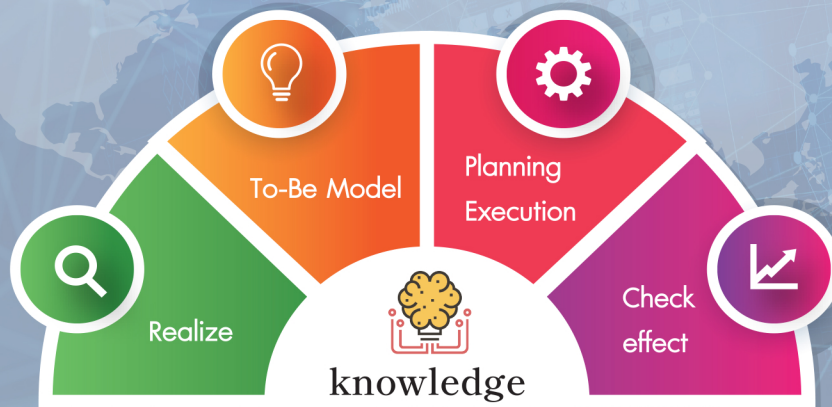 Realize
To-Be Model
Planning
Execution
Check
effect
knowledge